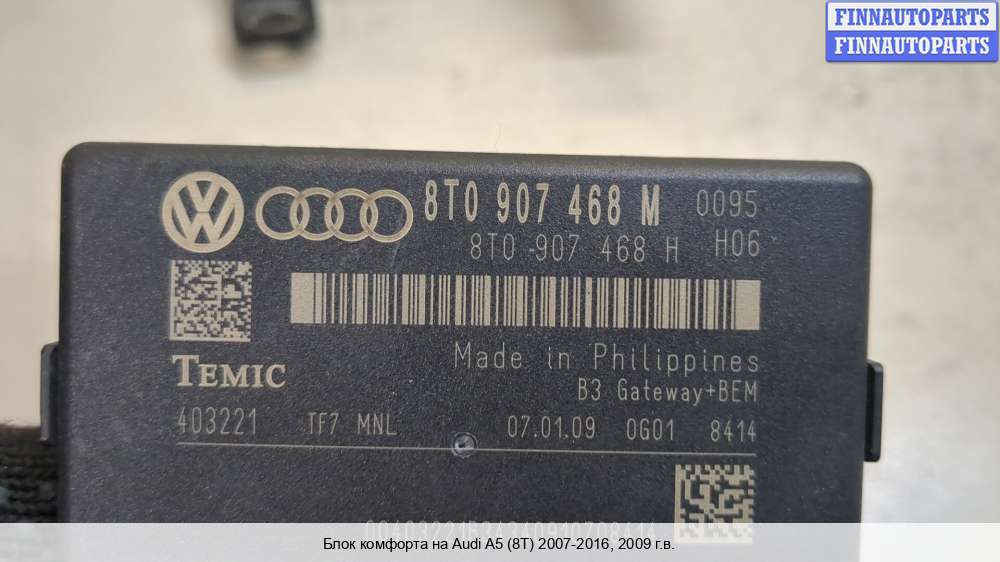 FINNAUTOPARTS
FINNAUTOPARTS
8T0 907 468 M 0095
8T0 907 468 H H06
TEMIC
Made in Philippines
B3 Gateway+BEM
403221 TF7 MNL 07.01.09 0G01 8414
Блок комфорта на Audi A5 (8T) 2007-2016, 2009 г.в.